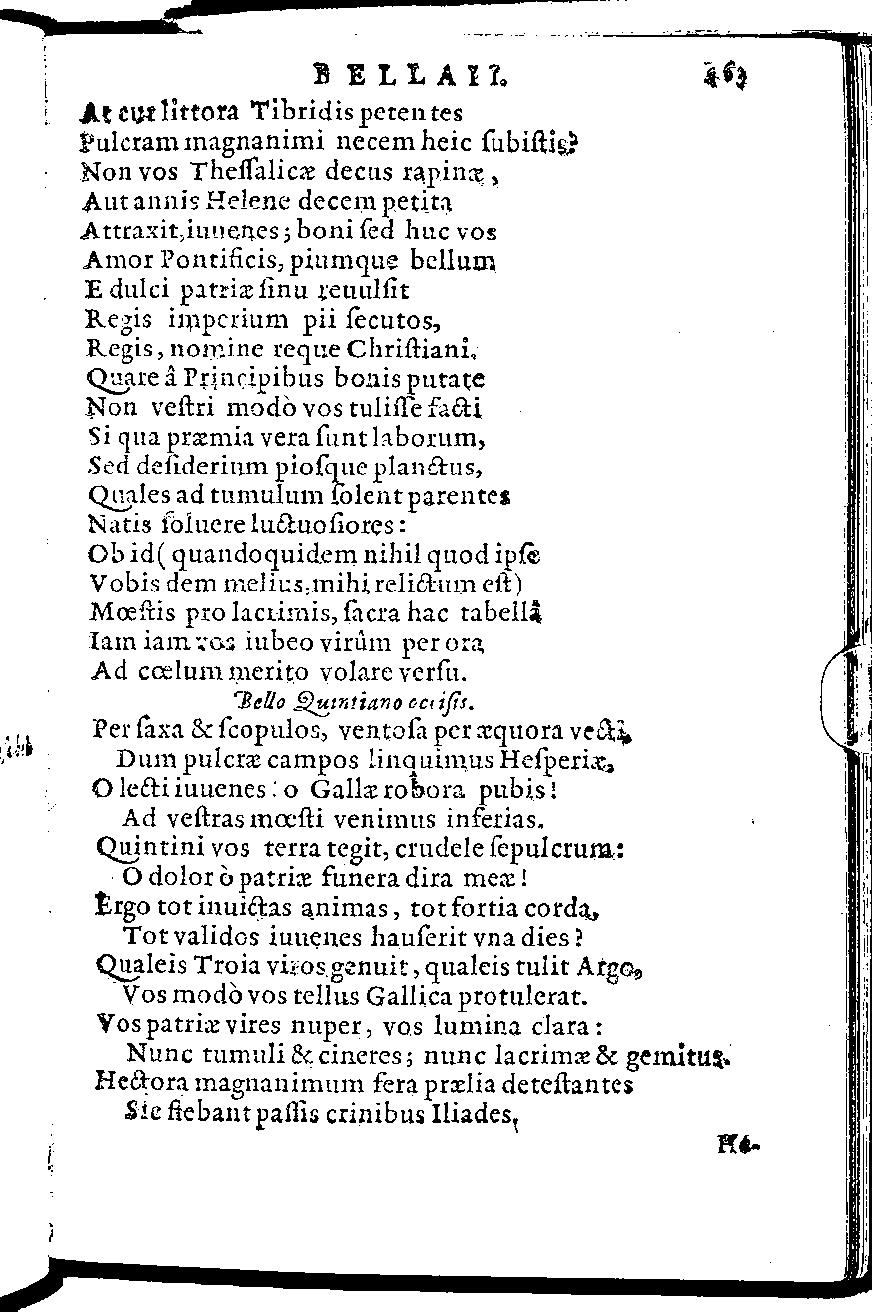 BELLAII. 463
At cur littora Tibridis petentes
Pulcram magnanimi necem heic ſubiſtis?
Non vos Theſſalicæ decus rapinæ,
Aut annis Helene decem petita
Attraxit, iuuenes; boni ſed huc vos
Amor Pontificis, piumque bellum
E dulci patriæ ſinu reuulſit
Regis imperium pii ſecutos,
Regis, nomine reque Chriſtiani.
Quare â Principibus bonis putate
Non veſtri modò vos tuliſſe facti
Si qua præmia vera ſunt laborum,
Sed deſiderium pioſque planctus,
Quales ad tumulum ſolent parentes
Natis ſoluere luctuoſiores:
Ob id ( quandoquidem nihil quod ipſe
Vobis dem melius, mihi relictum eſt)
Mœſtis pro lacrimis, ſacra hac tabellâ
Iam iam vos iubeo virûm per ora
Ad cœlum merito volare verſu.
Bello Quintiano occiſis.
Per ſaxa & ſcopulos, ventoſa per æquora vecti,
Dum pulcræ campos linquimus Heſperiæ,
O lecti iuuenes! o Gallæ robora pubis!
Ad veſtras mœſti venimus inferias.
Quintini vos terra tegit, crudele ſepulcrum:
O dolor ò patriæ funera dira meæ!
Ergo tot inuictas animas, tot fortia corda,
Tot validos iuuenes hauſerit vna dies?
Qualeis Troia viros genuit, qualeis tulit Argo,
Vos modò vos tellus Gallica protulerat.
Vos patriæ vires nuper, vos lumina clara:
Nunc tumuli & cineres; nunc lacrimæ & gemitus.
Hectora magnanimum fera prælia deteſtantes
Sic flebant paſſis crinibus Iliades,
He-